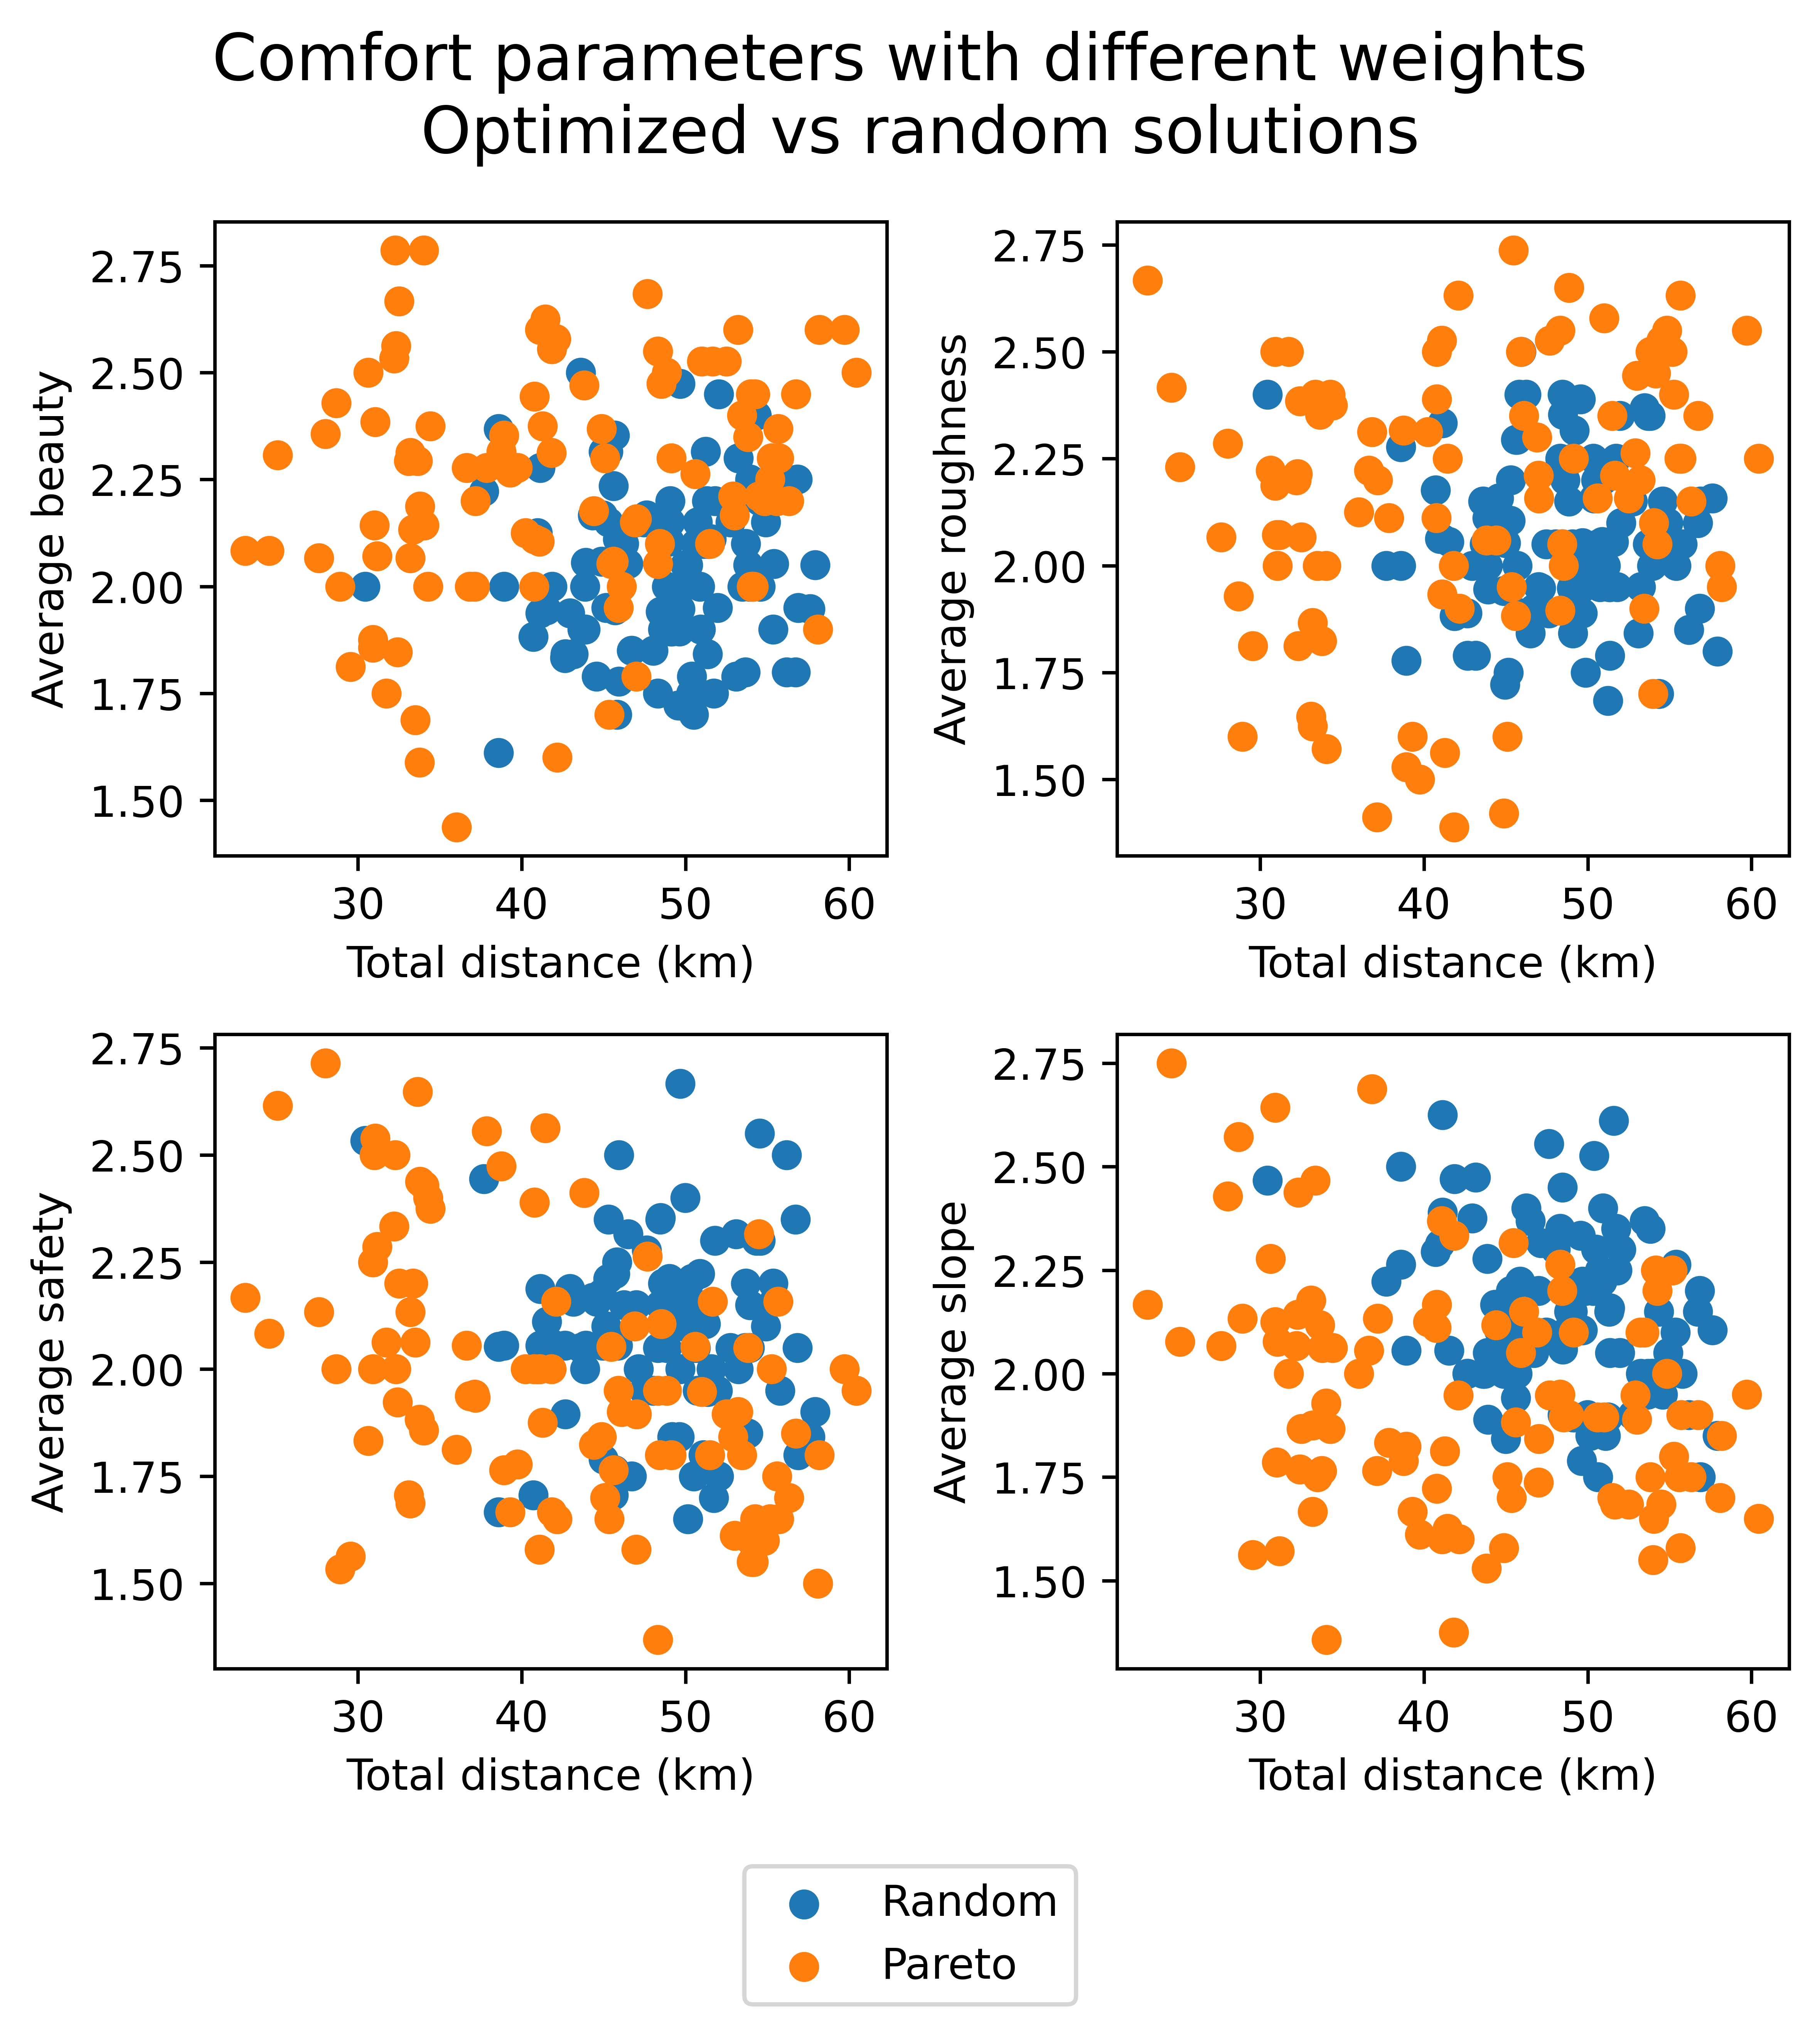 Comfort parameters with different weights
Optimized vs random solutions
2.75
2.50
2.25
2.00
1.75
1.50
Average beauty
30 40 50 60
Total distance (km)
2.75
2.50
2.25
2.00
1.75
1.50
Average roughness
30 40 50 60
Total distance (km)
2.75
2.50
2.25
2.00
1.75
1.50
Average safety
30 40 50 60
Total distance (km)
2.75
2.50
2.25
2.00
1.75
1.50
Average slope
30 40 50 60
Total distance (km)
Random
Pareto